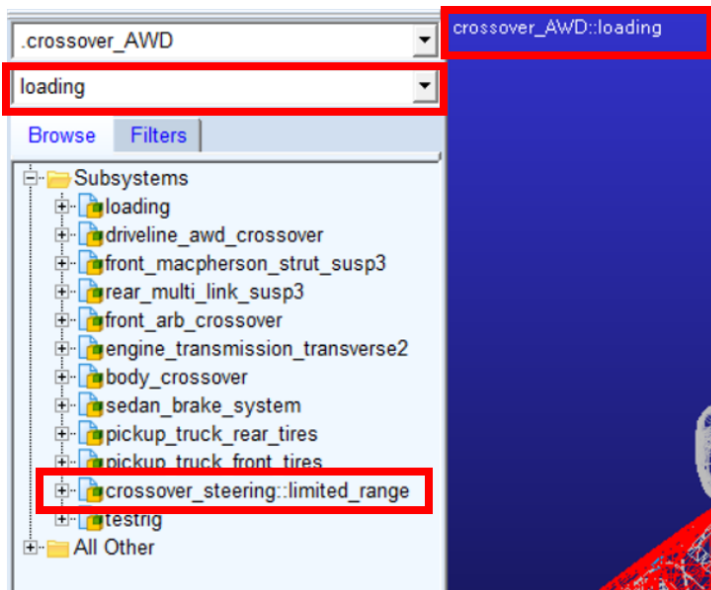 .crossover_AWD
crossover_AWD::loading
loading
Browse Filters
Subsystems
loading
driveline_awd_crossover
front_macpherson_strut_susp3
rear_multi_link_susp3
front_arb_crossover
engine_transmission_transverse2
body_crossover
sedan_brake_system
pickup_truck_rear_tires
pickup_truck_front_tires
crossover_steering::limited_range
testrig
All Other